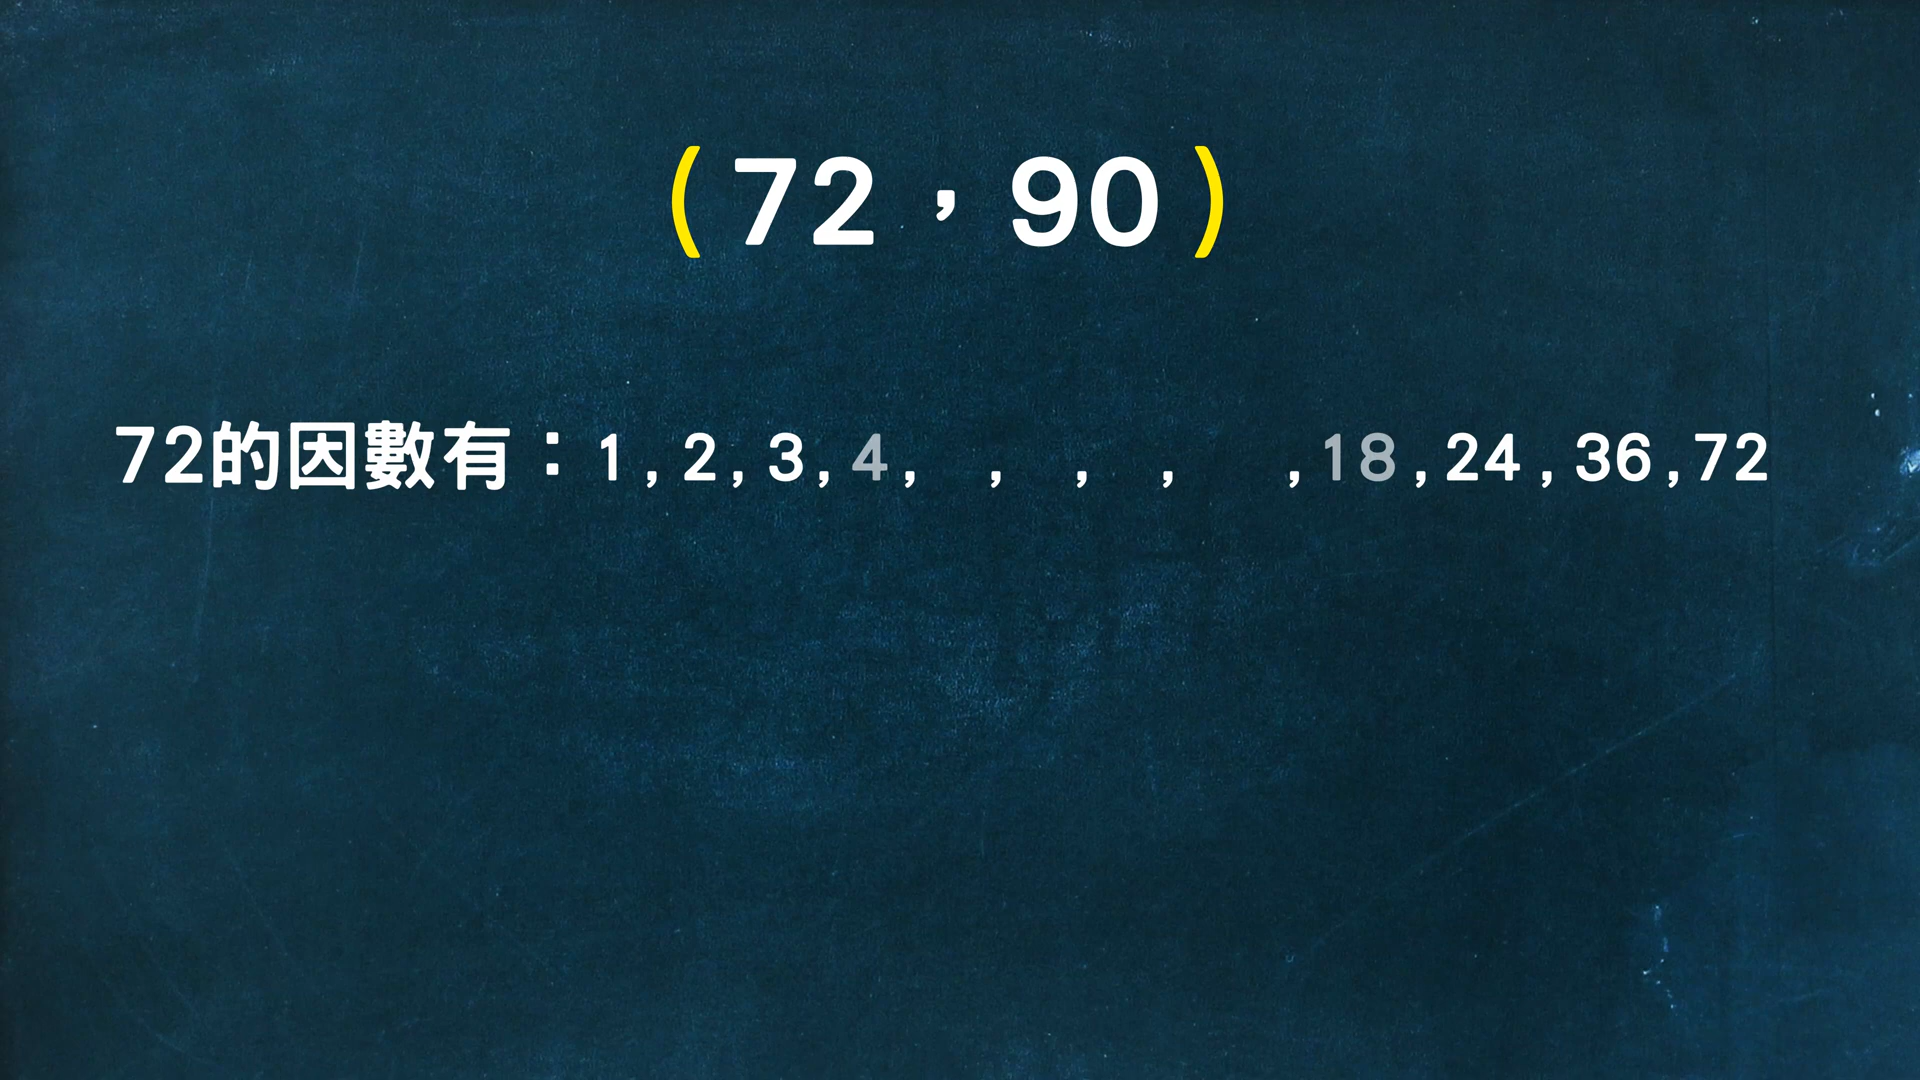 (72，90)
72的因數有：1,2,3,4, , , , ,18,24,36,72